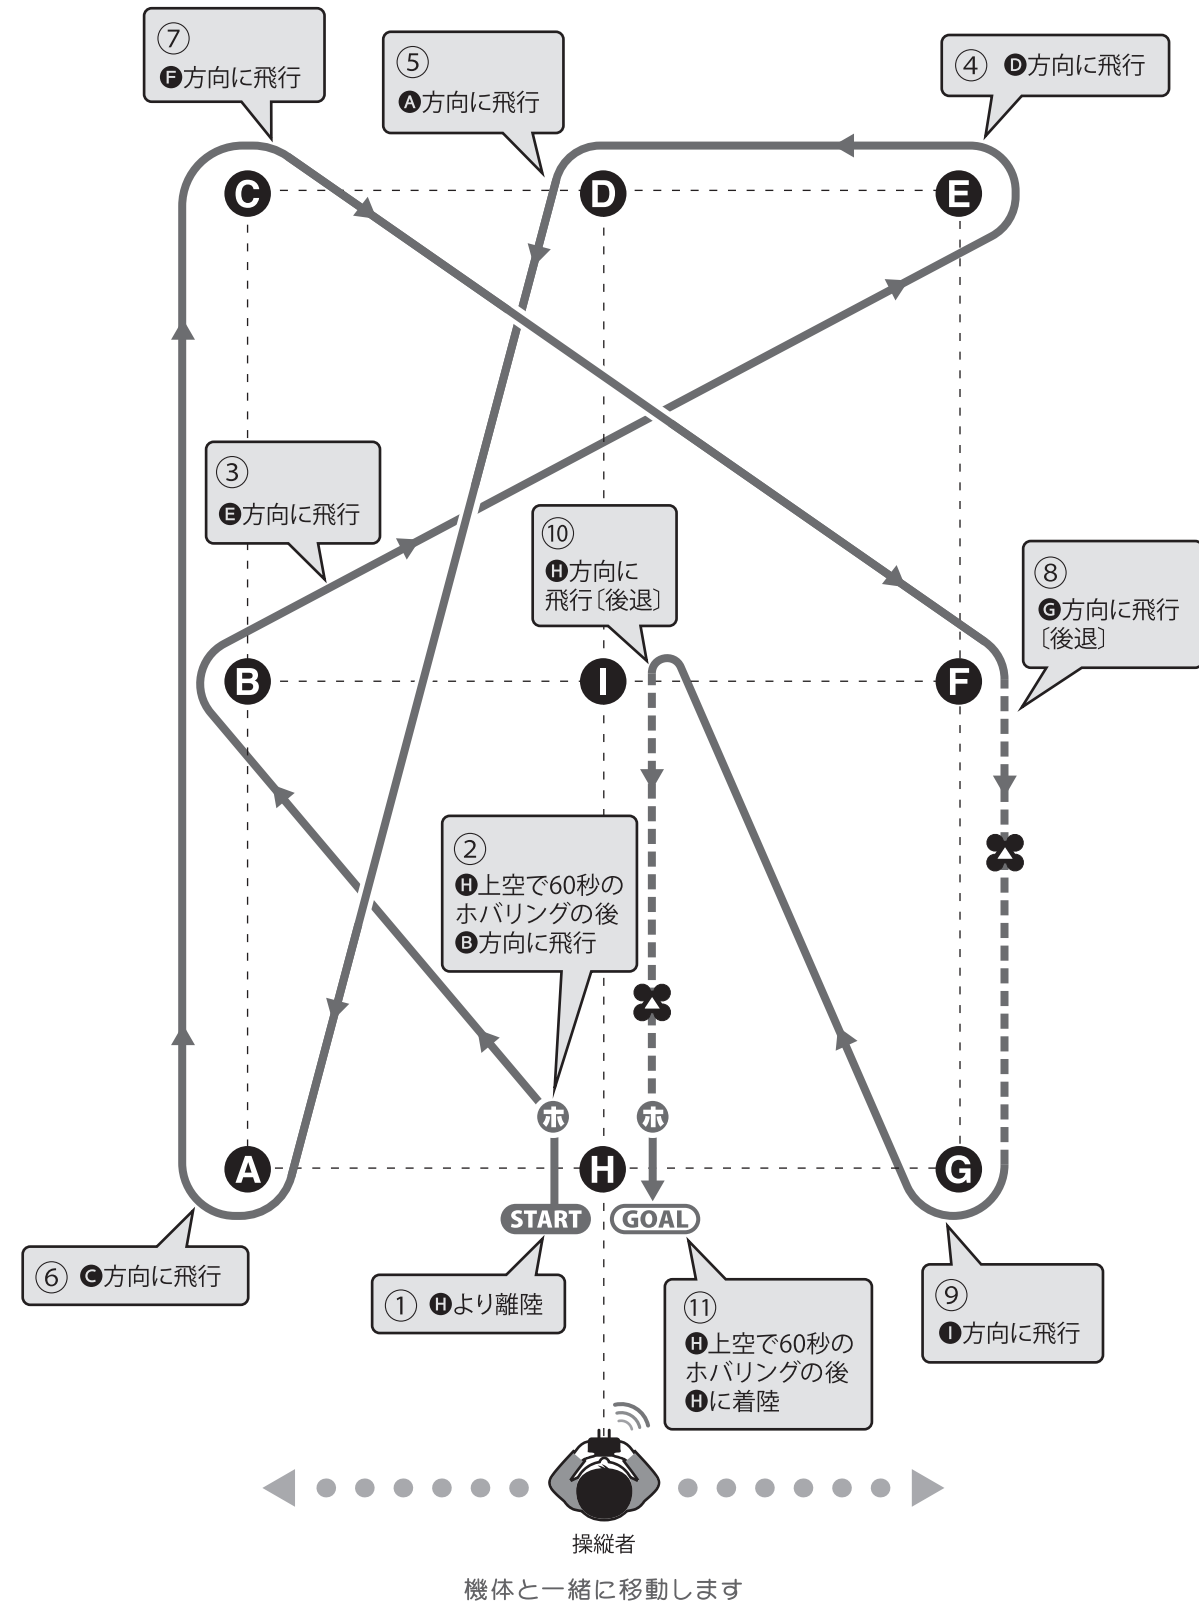 ⑦
F方向に飛行
⑤
A方向に飛行
④ D方向に飛行
C
D
E
③
E方向に飛行
⑩
H方向に
飛行〔後退〕
⑧
G方向に飛行
〔後退〕
B
I
F
②
H上空で60秒の
ホバリングの後
B方向に飛行
ホ
ホ
A
H
G
START
GOAL
⑥ C方向に飛行
① Hより離陸
⑪
H上空で60秒の
ホバリングの後
Hに着陸
⑨
I方向に飛行
操縦者
機体と一緒に移動します